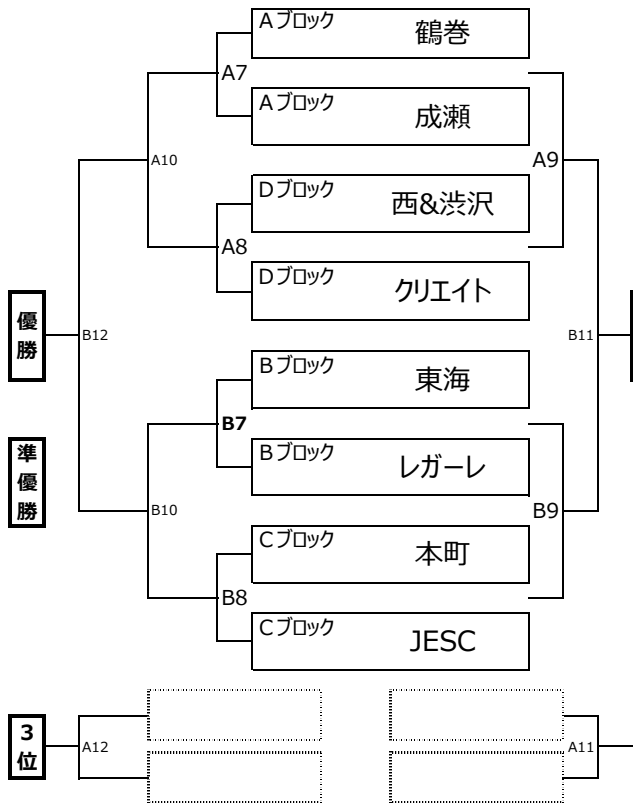 Aブロック 鶴巻
A7
Aブロック 成瀬
A10
A9
Dブロック 西&渋沢
A8
Dブロック クリエイト
優勝
B12
B11
Bブロック 東海
B7
Bブロック レガーレ
準優勝
B10
B9
Cブロック 本町
B8
Cブロック JESC
3位
A12
A11